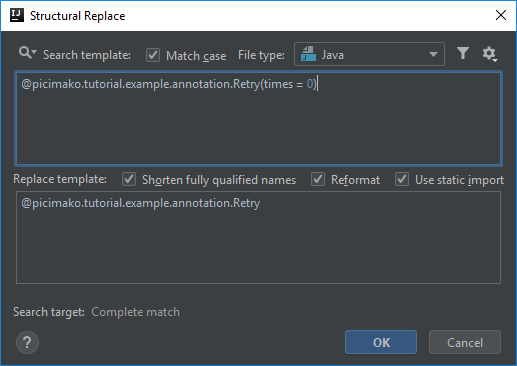 Structural Replace
Search template: Match case File type: Java
@picimako.tutorial.example.annotation.Retry(times = 0)
Replace template: Shorten fully qualified names Reformat Use static import
@picimako.tutorial.example.annotation.Retry
Search target: Complete match
? OK Cancel